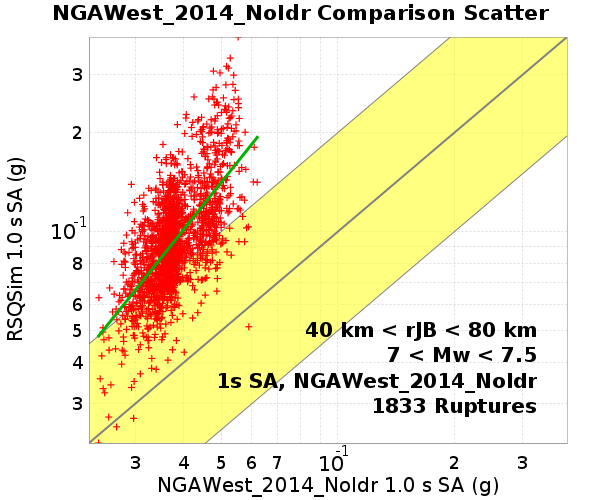 NGAWest_2014_NoIdr Comparison Scatter
RSQSim 1.0 s SA (g)
3
2
10⁻¹
8
6
5
4
3
40 km < rJB < 80 km
7 < Mw < 7.5
1s SA, NGAWest_2014_NoIdr
1833 Ruptures
3 4 5 6 7 10⁻¹ 2 3
NGAWest_2014_NoIdr 1.0 s SA (g)